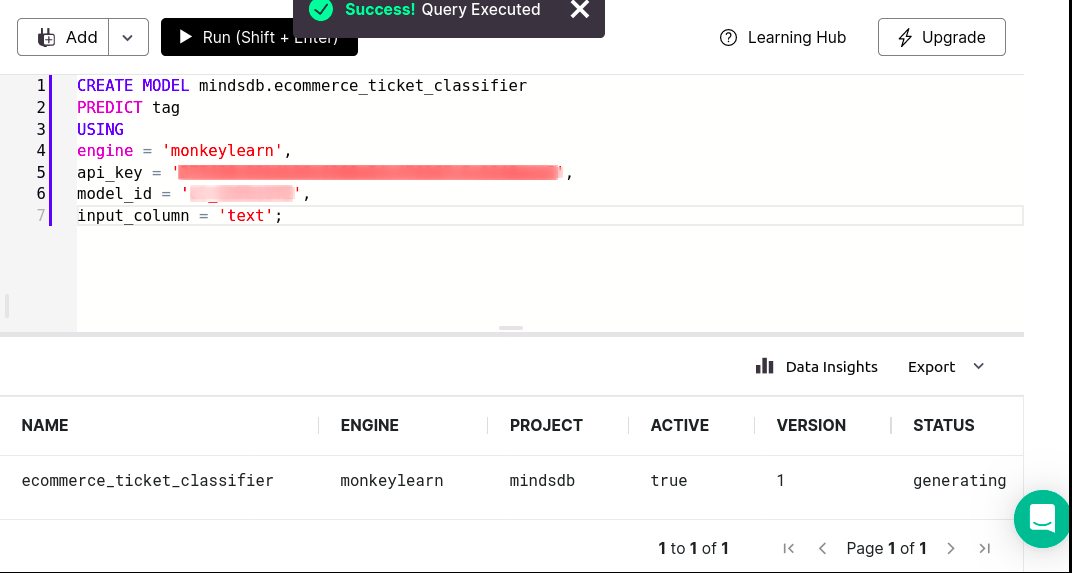 Success! Query Executed
Add Run (Shift + Enter) Learning Hub Upgrade
1 CREATE MODEL mindsdb.ecommerce_ticket_classifier
2 PREDICT tag
3 USING
4 engine = 'monkeylearn',
5 api_key = '',
6 model_id = '',
7 input_column = 'text';
Data Insights Export
NAME ENGINE PROJECT ACTIVE VERSION STATUS
ecommerce_ticket_classifier monkeylearn mindsdb true 1 generating
1 to 1 of 1 Page 1 of 1